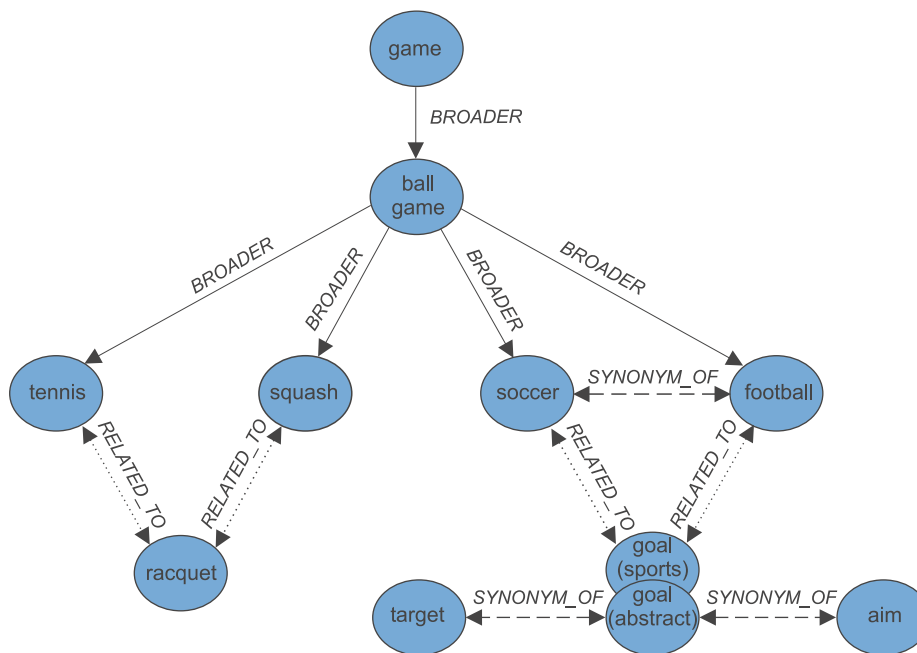 game
BROADER
ball
game
BROADER
BROADER
BROADER
BROADER
tennis
squash
soccer
SYNONYM_OF
football
RELATED_TO
RELATED_TO
RELATED_TO
RELATED_TO
racquet
goal
(sports)
target
SYNONYM_OF
goal
(abstract)
SYNONYM_OF
aim